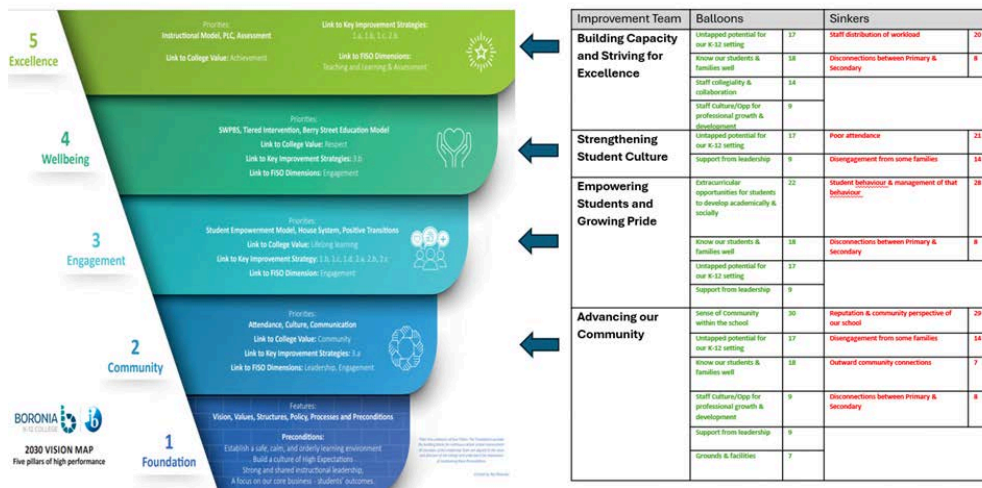 5
Excellence
Priorities:
Instructional Model, PLC, Assessment
Link to College Value: Achievement
Link to Key Improvement Strategies:
1.a, 1.b, 1.c, 2.b
Link to FISO Dimensions:
Teaching and Learning & Assessment
4
Wellbeing
Priorities:
SWPBS, Tiered Intervention, Berry Street Education Model
Link to College Value: Respect
Link to Key Improvement Strategies: 3.b
Link to FISO Dimensions: Engagement
3
Engagement
Priorities:
Student Empowerment Model, House System, Positive Transitions
Link to College Value: Lifelong learning
Link to Key Improvement Strategy: 1.b, 1.c, 1.d, 2.a, 2.b,
Link to FISO Dimension: Engagement
2
Community
Priorities:
Attendance, Culture, Communication
Link to College Value: Community
Link to Key Improvement Strategies: 3.a
Link to FISO Dimensions: Leadership, Engagement
1
Foundation
Features:
Vision, Values, Structures, Policy, Processes and Preconditions
Preconditions:
Establish a safe, calm, and orderly learning environment
Build a culture of High Expectations
Strong and shared instructional leadership,
A focus on our core business - students' outcomes
BORONIA
K-12 COLLEGE
b
ib
2030 VISION MAP
Five pillars of high performance
Improvement Team Balloons Sinkers
Building Capacity and Striving for Excellence
Untapped potential for our K-12 setting 17 Staff distribution of workload 20
Know our students & families well 18 Disconnections between Primary & Secondary 8
Staff collegiality & collaboration 14
Staff Culture/Opp for professional growth & development 9
Strengthening Student Culture
Untapped potential for our K-12 setting 17 Poor attendance 21
Support from leadership 9 Disengagement from some families 14
Empowering Students and Growing Pride
Extracurricular opportunities for students to develop academically & socially 22 Student behaviour & management of that behaviour 28
Know our students & families well 18 Disconnections between Primary & Secondary 8
Untapped potential for our K-12 setting 17
Support from leadership 9
Advancing our Community
Sense of Community within the school 30 Reputation & community perspective of our school 29
Untapped potential for our K-12 setting 17 Disengagement from some families 14
Know our students & families well 18 Outward community connections 7
Staff Culture/Opp for professional growth & development 9 Disconnections between Primary & Secondary 8
Support from leadership 9
Grounds & facilities 7